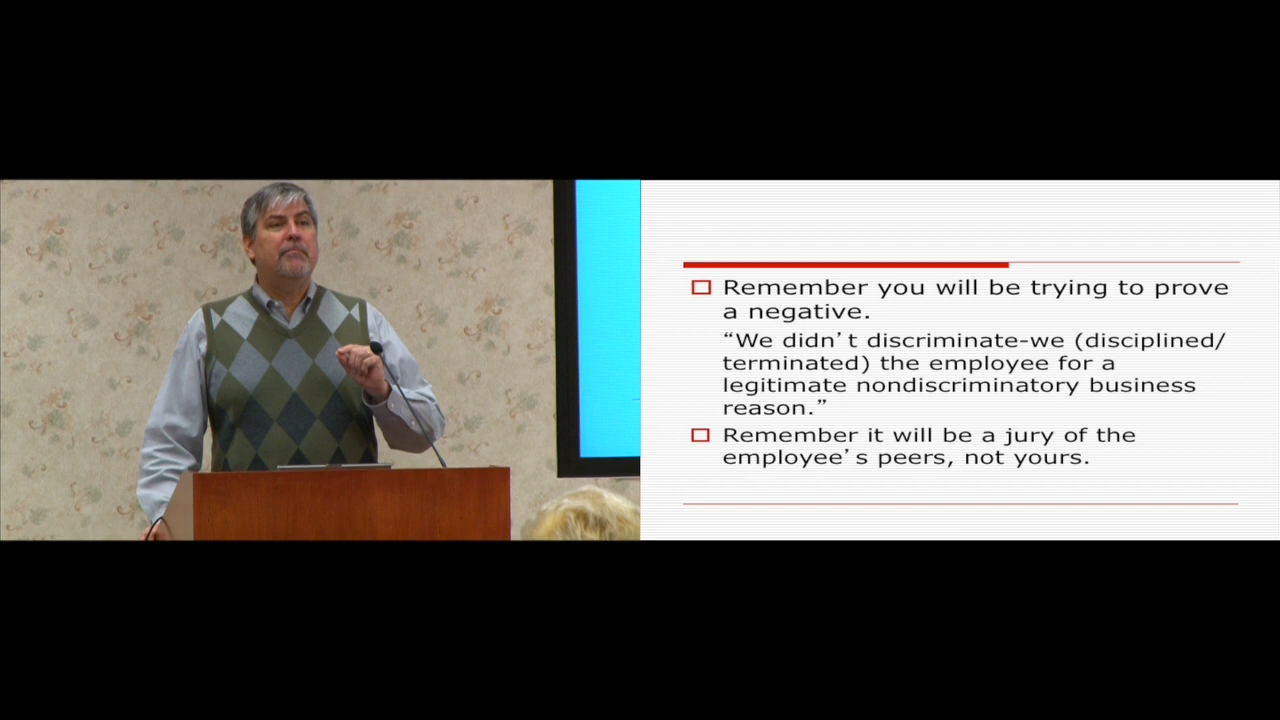 Remember you will be trying to prove
a negative.
“We didn’t discriminate-we (disciplined/
terminated) the employee for a
legitimate nondiscriminatory business
reason.”
Remember it will be a jury of the
employee’s peers, not yours.